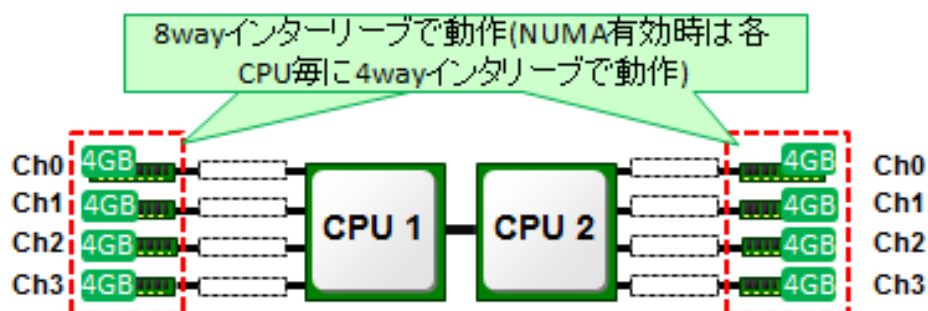 8wayインターリーブで動作(NUMA有効時は各
CPU毎に4wayインタリーブで動作)
Ch0 4GB 4GB Ch0
Ch1 4GB 4GB Ch1
CPU 1 CPU 2
Ch2 4GB 4GB Ch2
Ch3 4GB 4GB Ch3